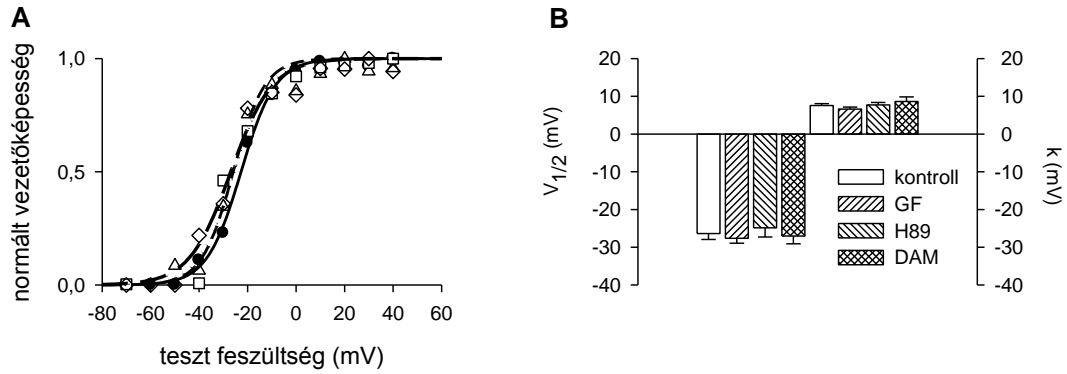 A
normált vezetőképesség
1,0
0,5
0,0
-80 -60 -40 -20 0 20 40 60
teszt feszültség (mV)
B
V1/2 (mV)
20
10
0
-10
-20
-30
-40
kontroll
GF
H89
DAM
20
10
0
-10
-20
-30
-40
k (mV)